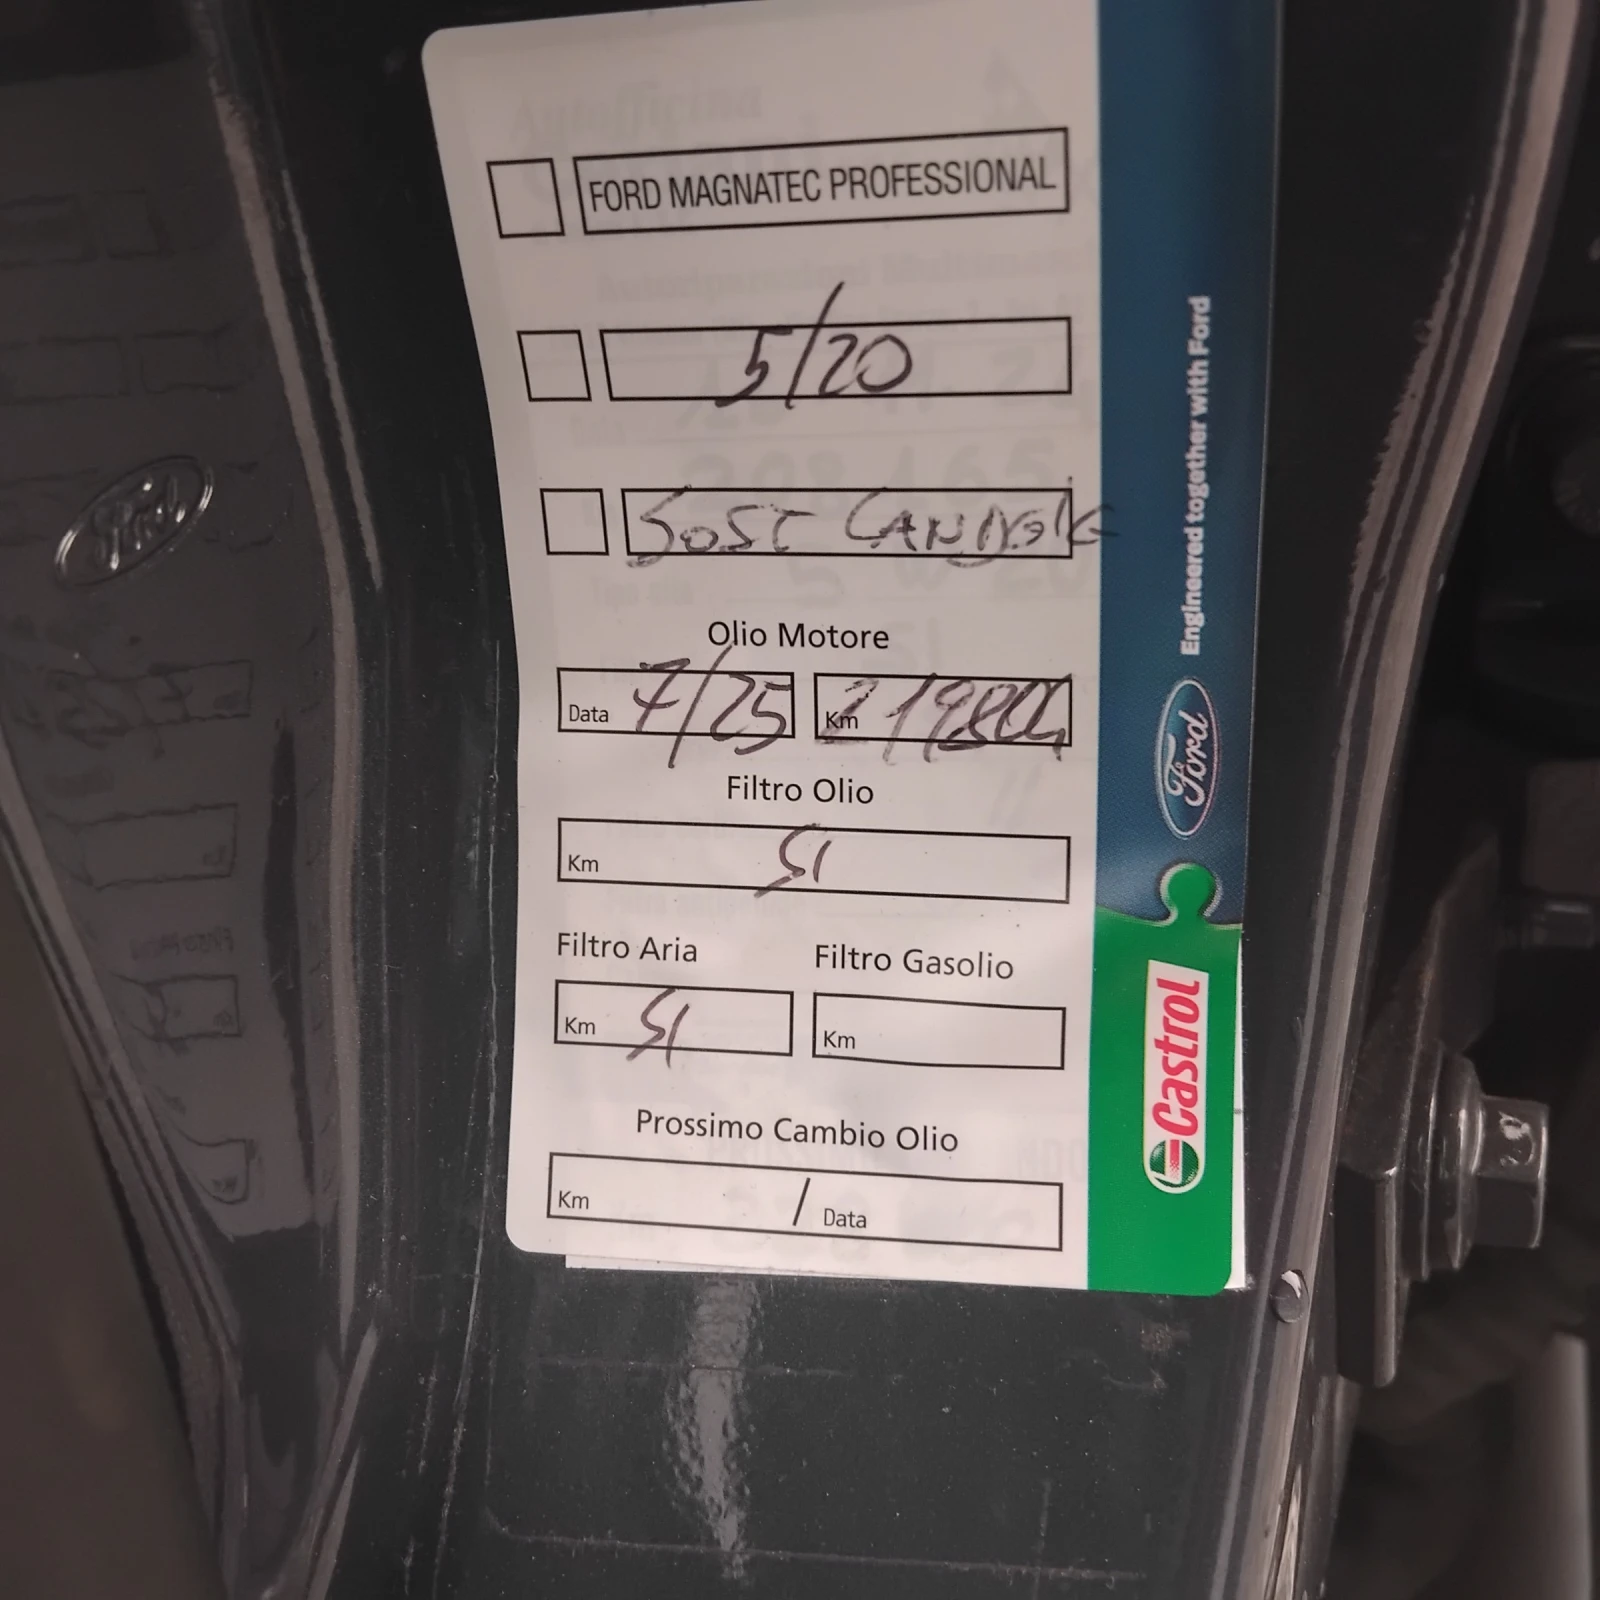 FORD MAGNATEC PROFESSIONAL
5/20
SOST CANDELE
Olio Motore
Data 7/25 Km 219804
Filtro Olio
Km SI
Filtro Aria Filtro Gasolio
Km SI Km
Prossimo Cambio Olio
Km / Data
Engineered together with Ford
Ford
Castrol